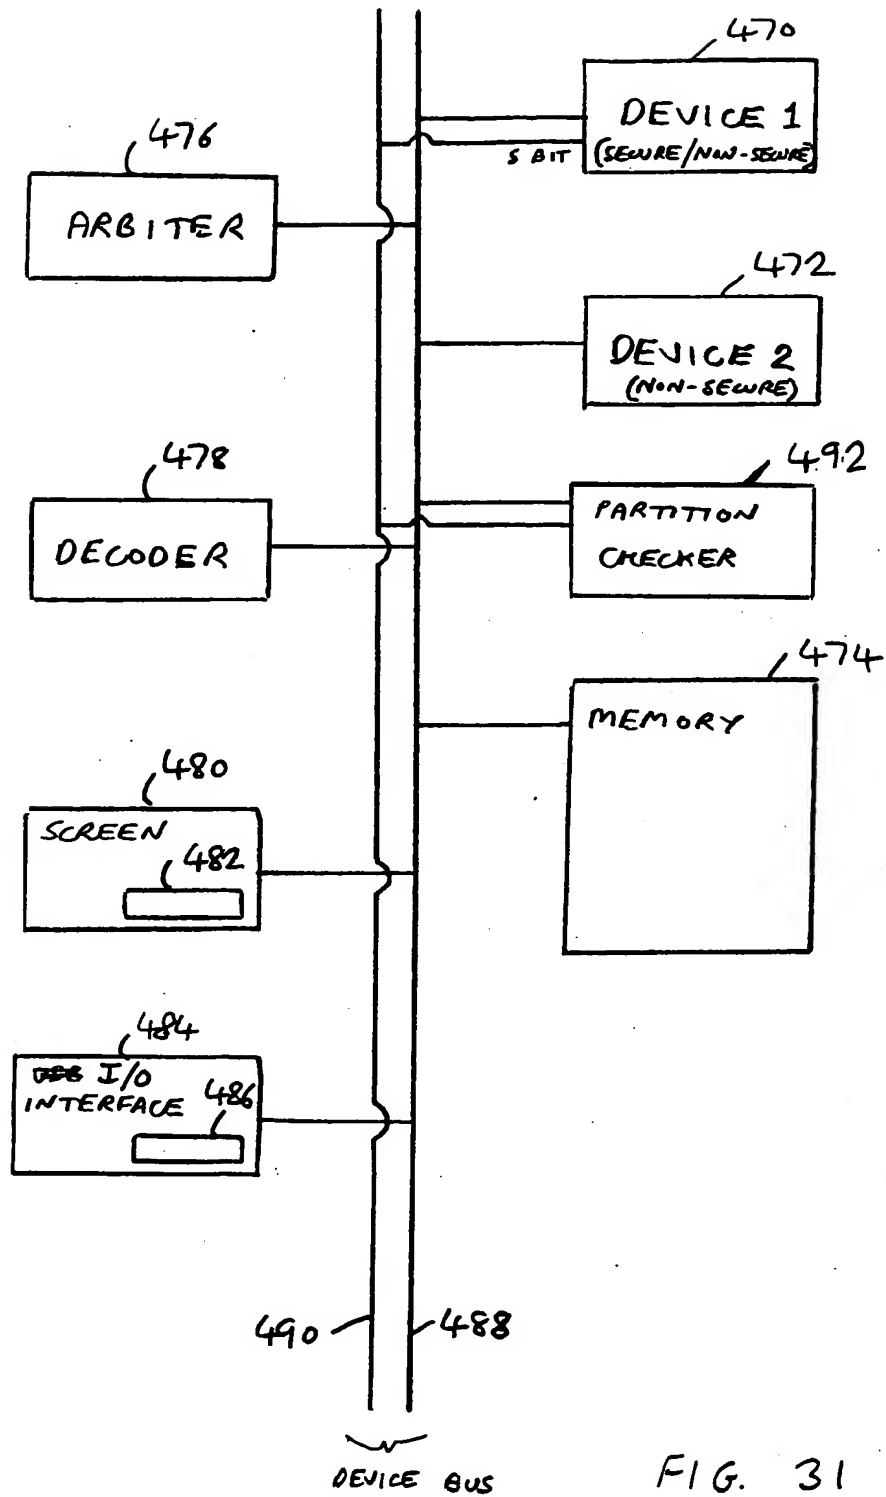 470
DEVICE 1
(SECURE/NON-SECURE)
S BIT
476
ARBITER
472
DEVICE 2
(NON-SECURE)
478
DECODER
492
PARTITION
CHECKER
474
MEMORY
480
SCREEN
482
484
I/O
INTERFACE
486
490
488
DEVICE BUS
FIG. 31